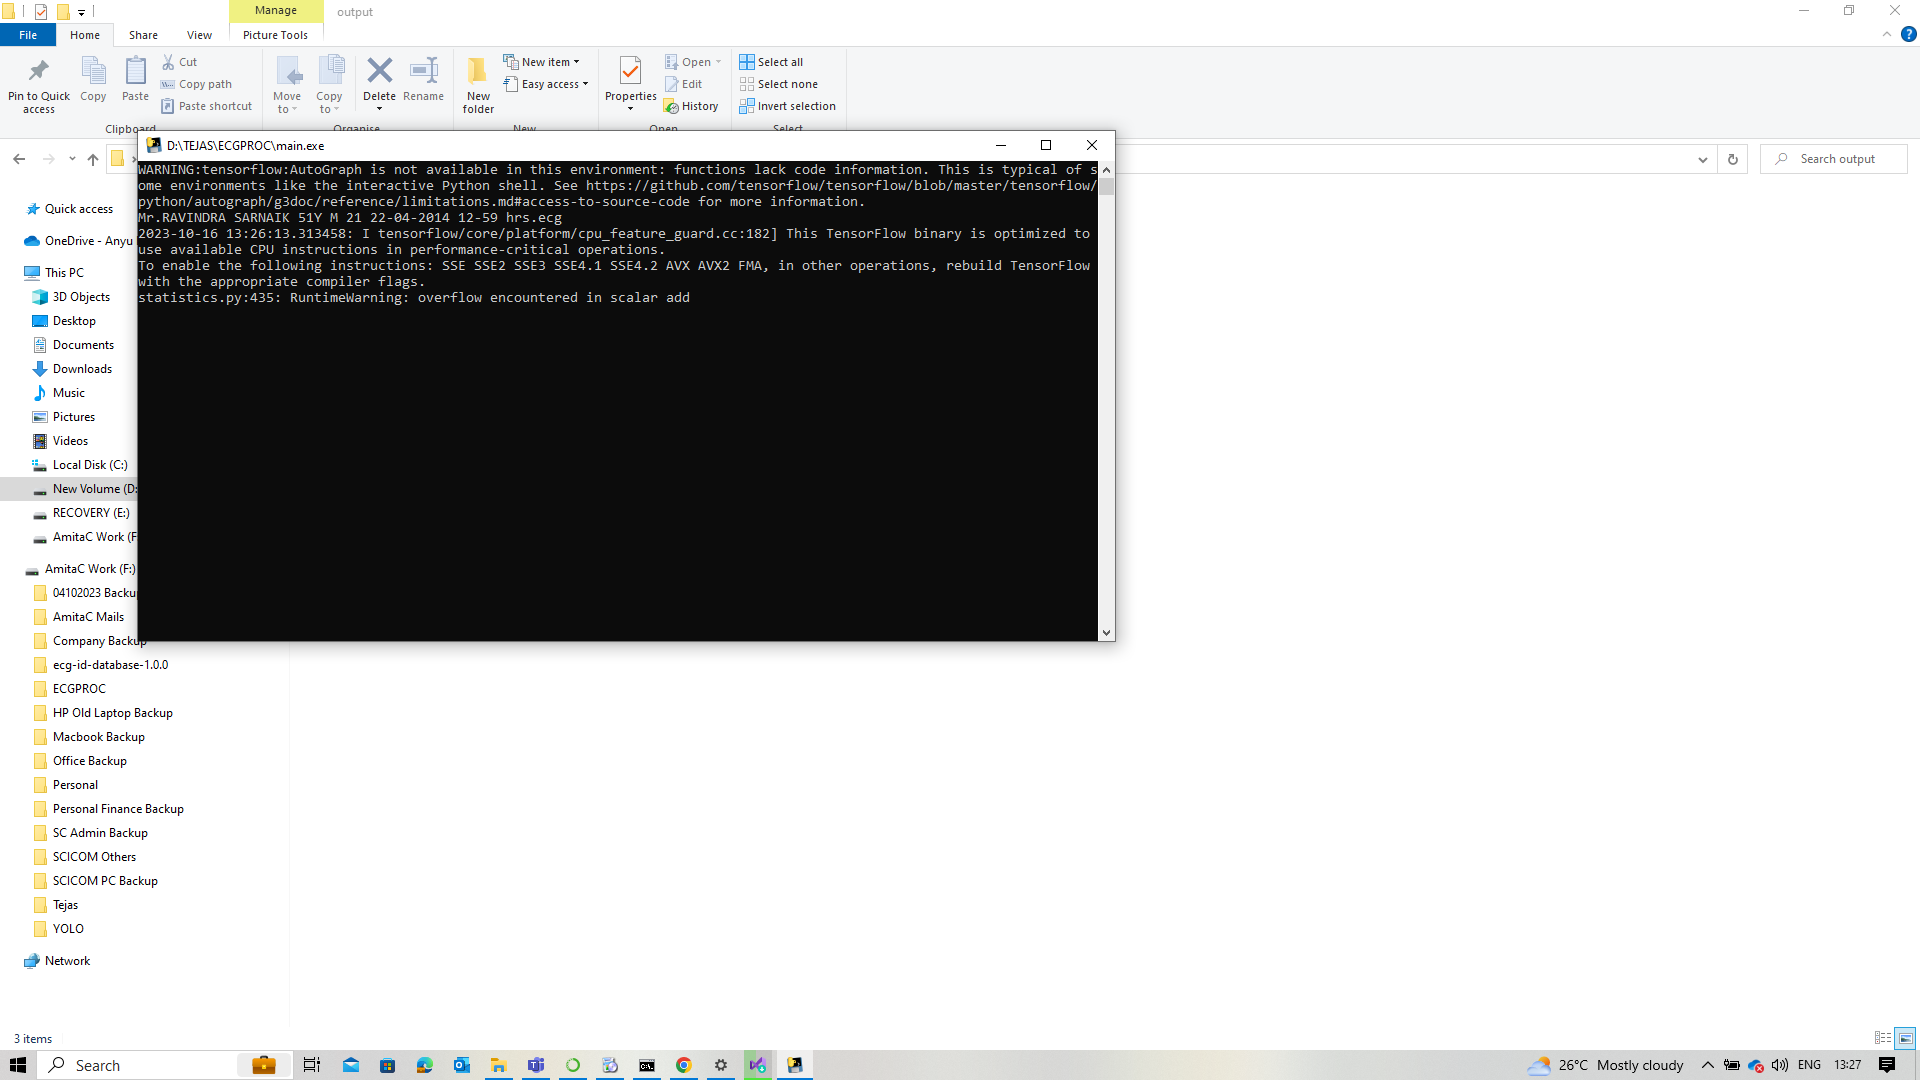 Manage
output
File
Home
Share
View
Picture Tools
Pin to Quick access
Copy
Paste
Cut
Copy path
Paste shortcut
Clipboard
Move to
Copy to
Delete
Rename
Organise
New folder
New item
Easy access
New
Properties
Open
Edit
History
Open
Select all
Select none
Invert selection
Select
D:\TEJAS\ECGPROC\main.exe
Search output
WARNING:tensorflow:AutoGraph is not available in this environment: functions lack code information. This is typical of s
ome environments like the interactive Python shell. See https://github.com/tensorflow/tensorflow/blob/master/tensorflow/
python/autograph/g3doc/reference/limitations.md#access-to-source-code for more information.
Mr.RAVINDRA SARNAIK 51Y M 21 22-04-2014 12-59 hrs.ecg
2023-10-16 13:26:13.313458: I tensorflow/core/platform/cpu_feature_guard.cc:182] This TensorFlow binary is optimized to
use available CPU instructions in performance-critical operations.
To enable the following instructions: SSE SSE2 SSE3 SSE4.1 SSE4.2 AVX AVX2 FMA, in other operations, rebuild TensorFlow
with the appropriate compiler flags.
statistics.py:435: RuntimeWarning: overflow encountered in scalar add
Quick access
OneDrive - Anyu
This PC
3D Objects
Desktop
Documents
Downloads
Music
Pictures
Videos
Local Disk (C:)
New Volume (D:
RECOVERY (E:)
AmitaC Work (F
AmitaC Work (F:)
04102023 Backup
AmitaC Mails
Company Backup
ecg-id-database-1.0.0
ECGPROC
HP Old Laptop Backup
Macbook Backup
Office Backup
Personal
Personal Finance Backup
SC Admin Backup
SCICOM Others
SCICOM PC Backup
Tejas
YOLO
Network
3 items
Search
26°C Mostly cloudy
ENG
13:27